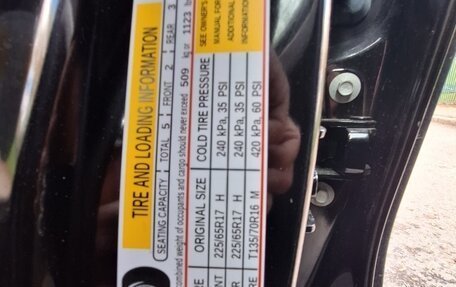 TIRE AND LOADING INFORMATION
SEATING CAPACITY TOTAL 5 FRONT 2 REAR 3
combined weight of occupants and cargo should never exceed 509 kg or 1123 lb
ORIGINAL SIZE COLD TIRE PRESSURE SEE OWNER'S MANUAL FOR ADDITIONAL INFORMATION
225/65R17 H 240 kPa, 35 PSI
225/65R17 H 240 kPa, 35 PSI
T135/70R16 M 420 kPa, 60 PSI